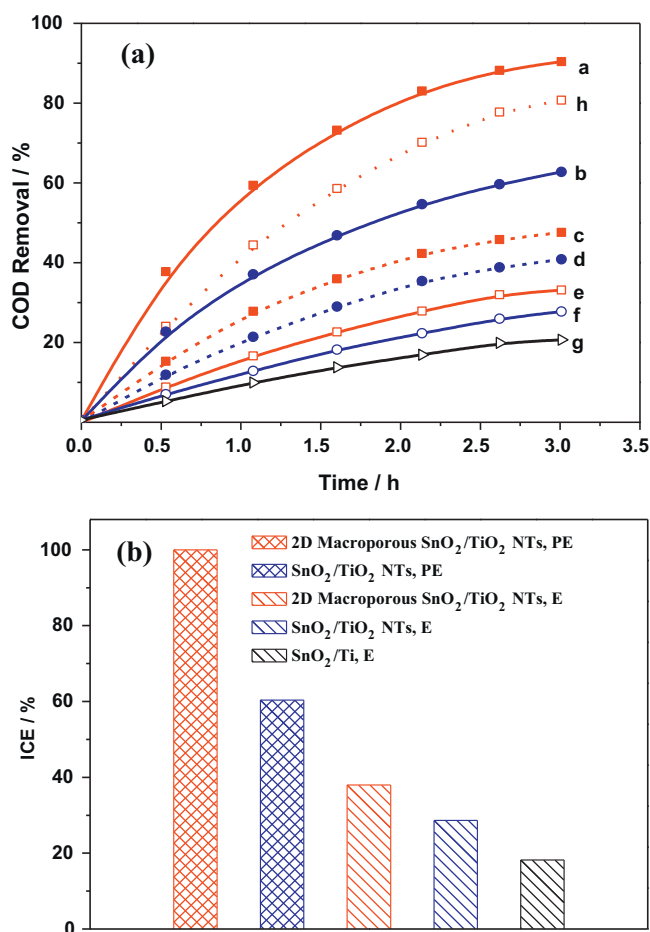 100
(a)
a
80
h
60
b
c
40
d
e
20
f
g
COD Removal / %
0.0 0.5 1.0 1.5 2.0 2.5 3.0 3.5
Time / h
(b)
100
2D Macroporous SnO₂/TiO₂ NTs, PE
SnO₂/TiO₂ NTs, PE
2D Macroporous SnO₂/TiO₂ NTs, E
SnO₂/TiO₂ NTs, E
SnO₂/Ti, E
80
60
40
20
0
ICE / %